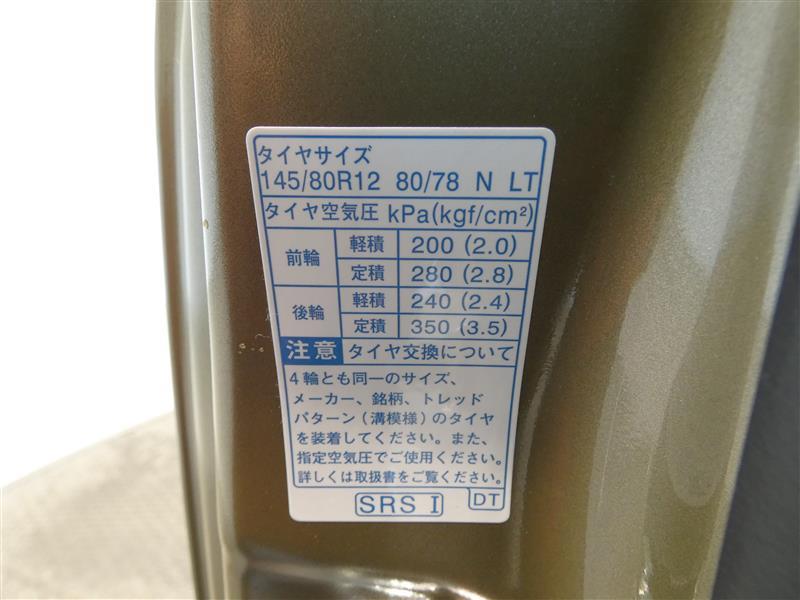 タイヤサイズ
145/80R12 80/78 N LT
タイヤ空気圧 kPa(kgf/cm²)
前輪 軽積 200 (2.0)
定積 280 (2.8)
後輪 軽積 240 (2.4)
定積 350 (3.5)
注意 タイヤ交換について
4輪とも同一のサイズ、
メーカー、銘柄、トレッド
パターン(溝模様)のタイヤ
を装着してください。また、
指定空気圧でご使用ください。
詳しくは取扱書をご覧ください。
SRS I DT